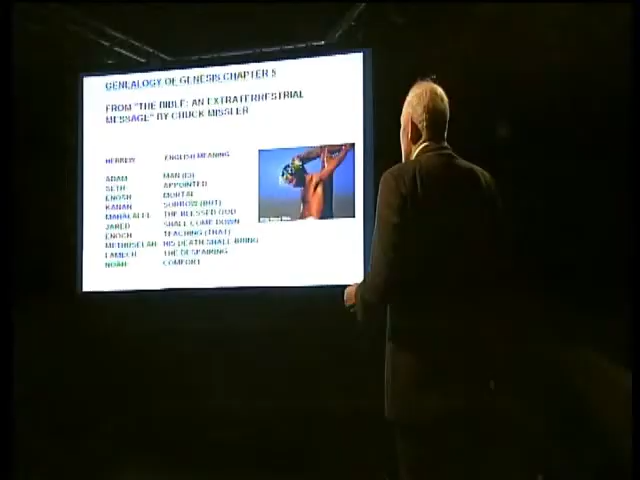 GENEALOGY OF GENESIS CHAPTER 5
FROM "THE BIBLE: AN EXTRATERRESTRIAL
MESSAGE" BY CHUCK MISSLER
HEBREW ENGLISH MEANING
ADAM MAN (IS)
SETH APPOINTED
ENOSH MORTAL
KANAN SORROW (BUT)
MAHALALEL THE BLESSED GOD
JARED SHALL COME DOWN
ENOCH TEACHING (THAT)
METHUSELAH HIS DEATH SHALL BRING
LAMECH THE DESPAIRING
NOAH COMFORT